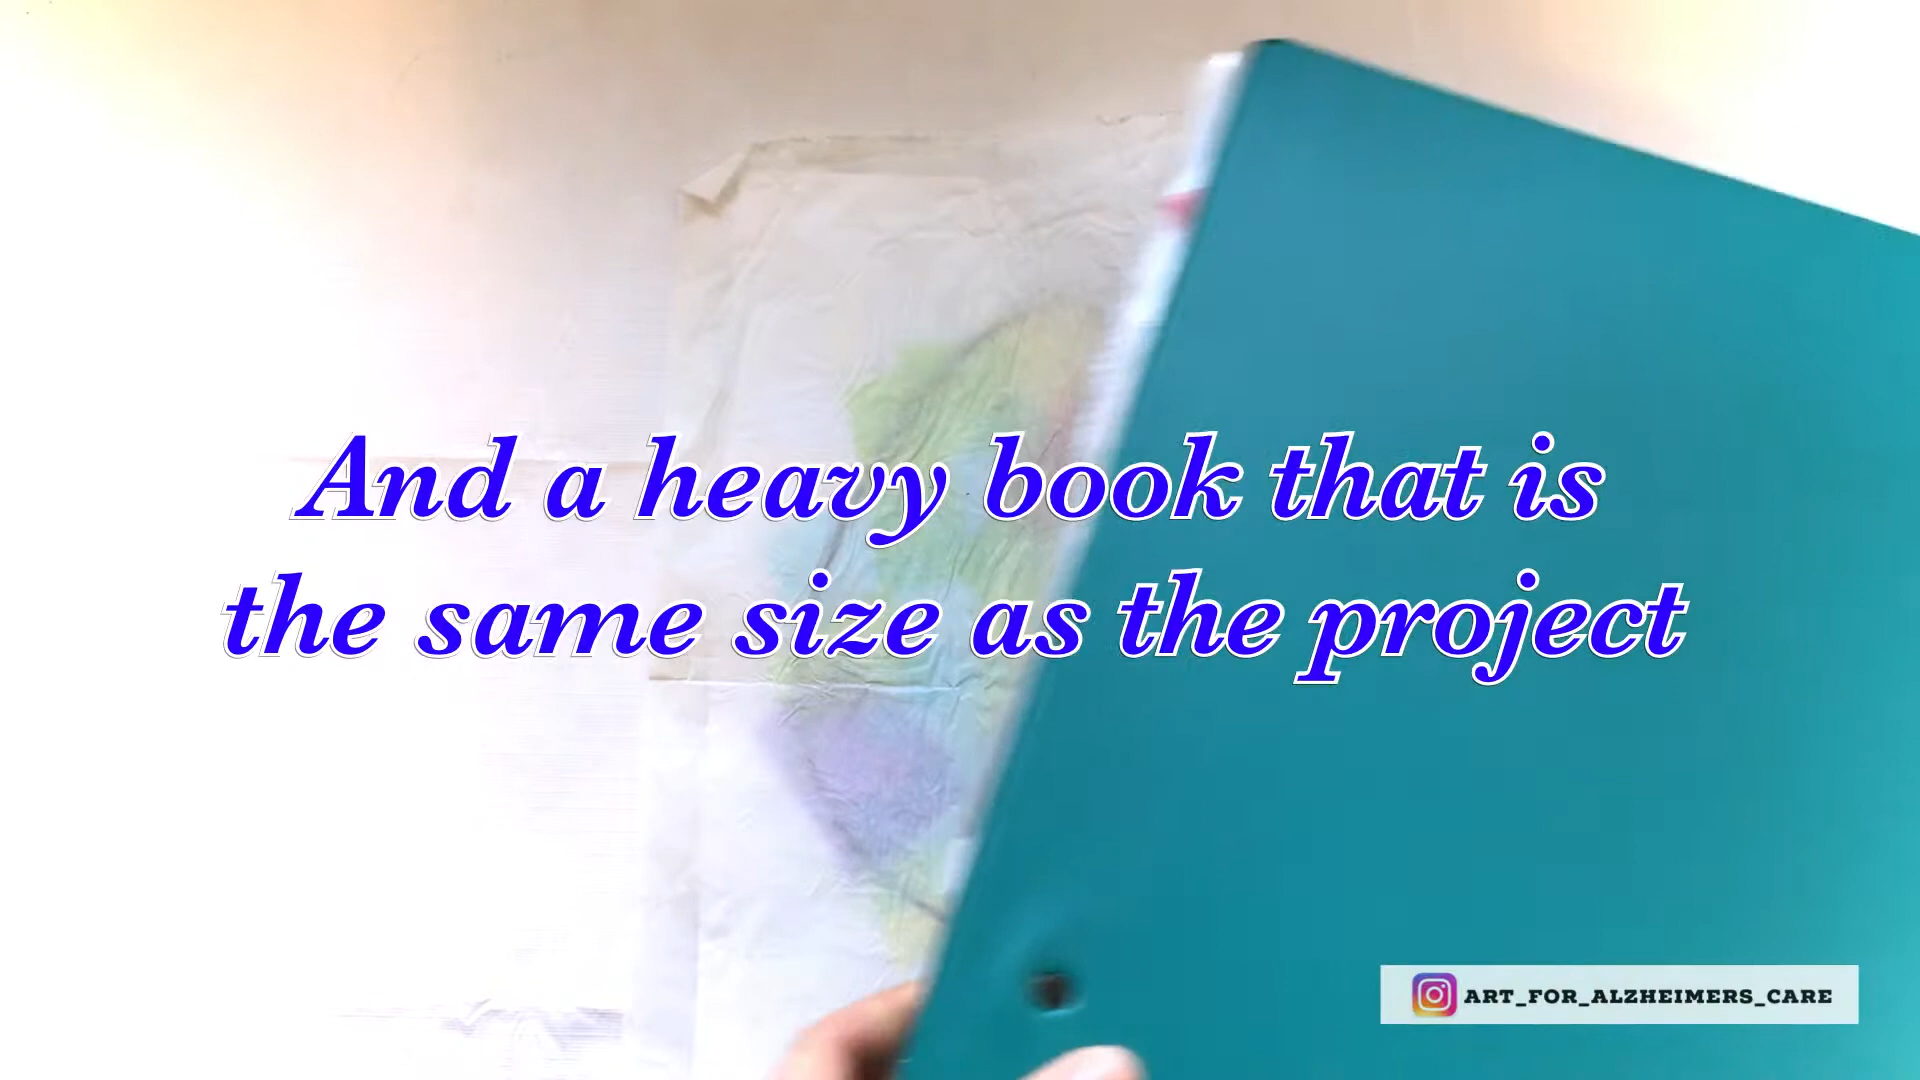 And a heavy book that is
the same size as the project
ART_FOR_ALZHEIMERS_CARE